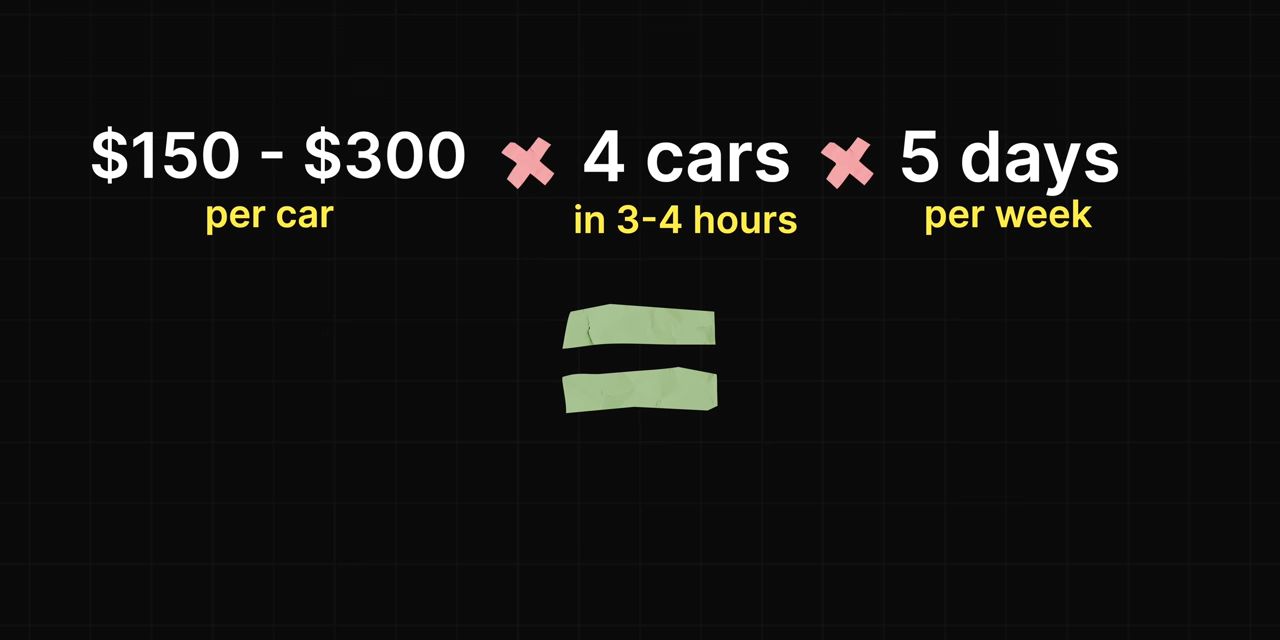 $150 - $300 × 4 cars × 5 days
per car in 3-4 hours per week
=